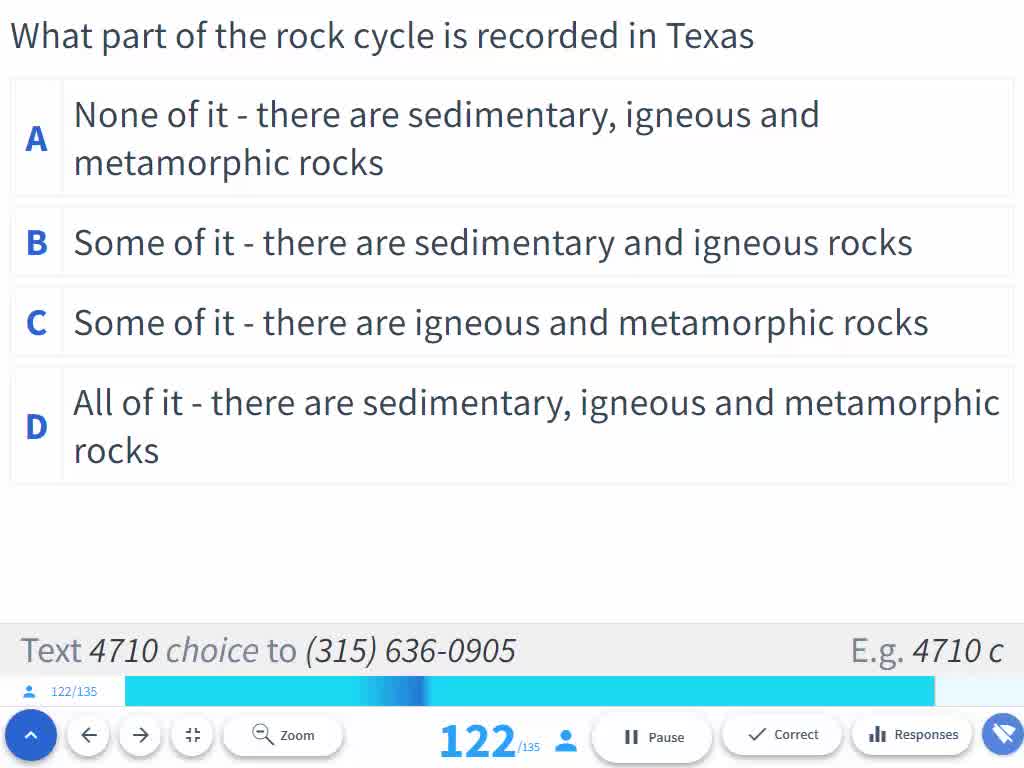 What part of the rock cycle is recorded in Texas
A
None of it - there are sedimentary, igneous and
metamorphic rocks
B
Some of it - there are sedimentary and igneous rocks
C
Some of it - there are igneous and metamorphic rocks
D
All of it - there are sedimentary, igneous and metamorphic
rocks
Text 4710 choice to (315) 636-0905
E.g. 4710 c
122/135
Zoom
122/135
Pause
Correct
Responses